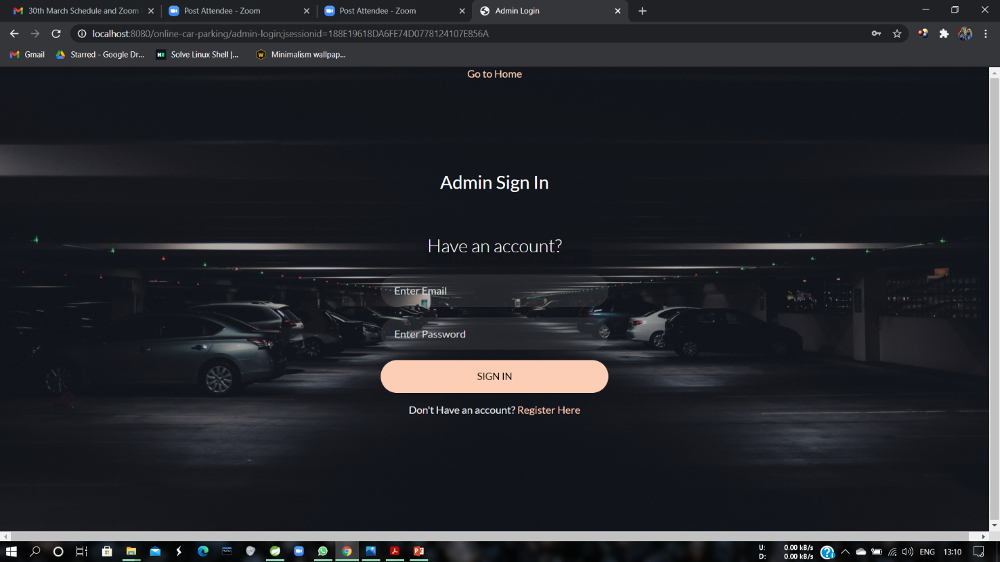 30th March Schedule and Zoom
Post Attendee - Zoom
Post Attendee - Zoom
Admin Login
localhost:8080/online-car-parking/admin-login;jsessionid=188E19618DA6FE74D0778124107E856A
Gmail
Starred - Google Dr...
Solve Linux Shell |...
Minimalism wallpap...
Go to Home
Admin Sign In
Have an account?
Enter Email
Enter Password
SIGN IN
Don't Have an account? Register Here
U: 0.00 kB/s
D: 0.00 kB/s
ENG
13:10